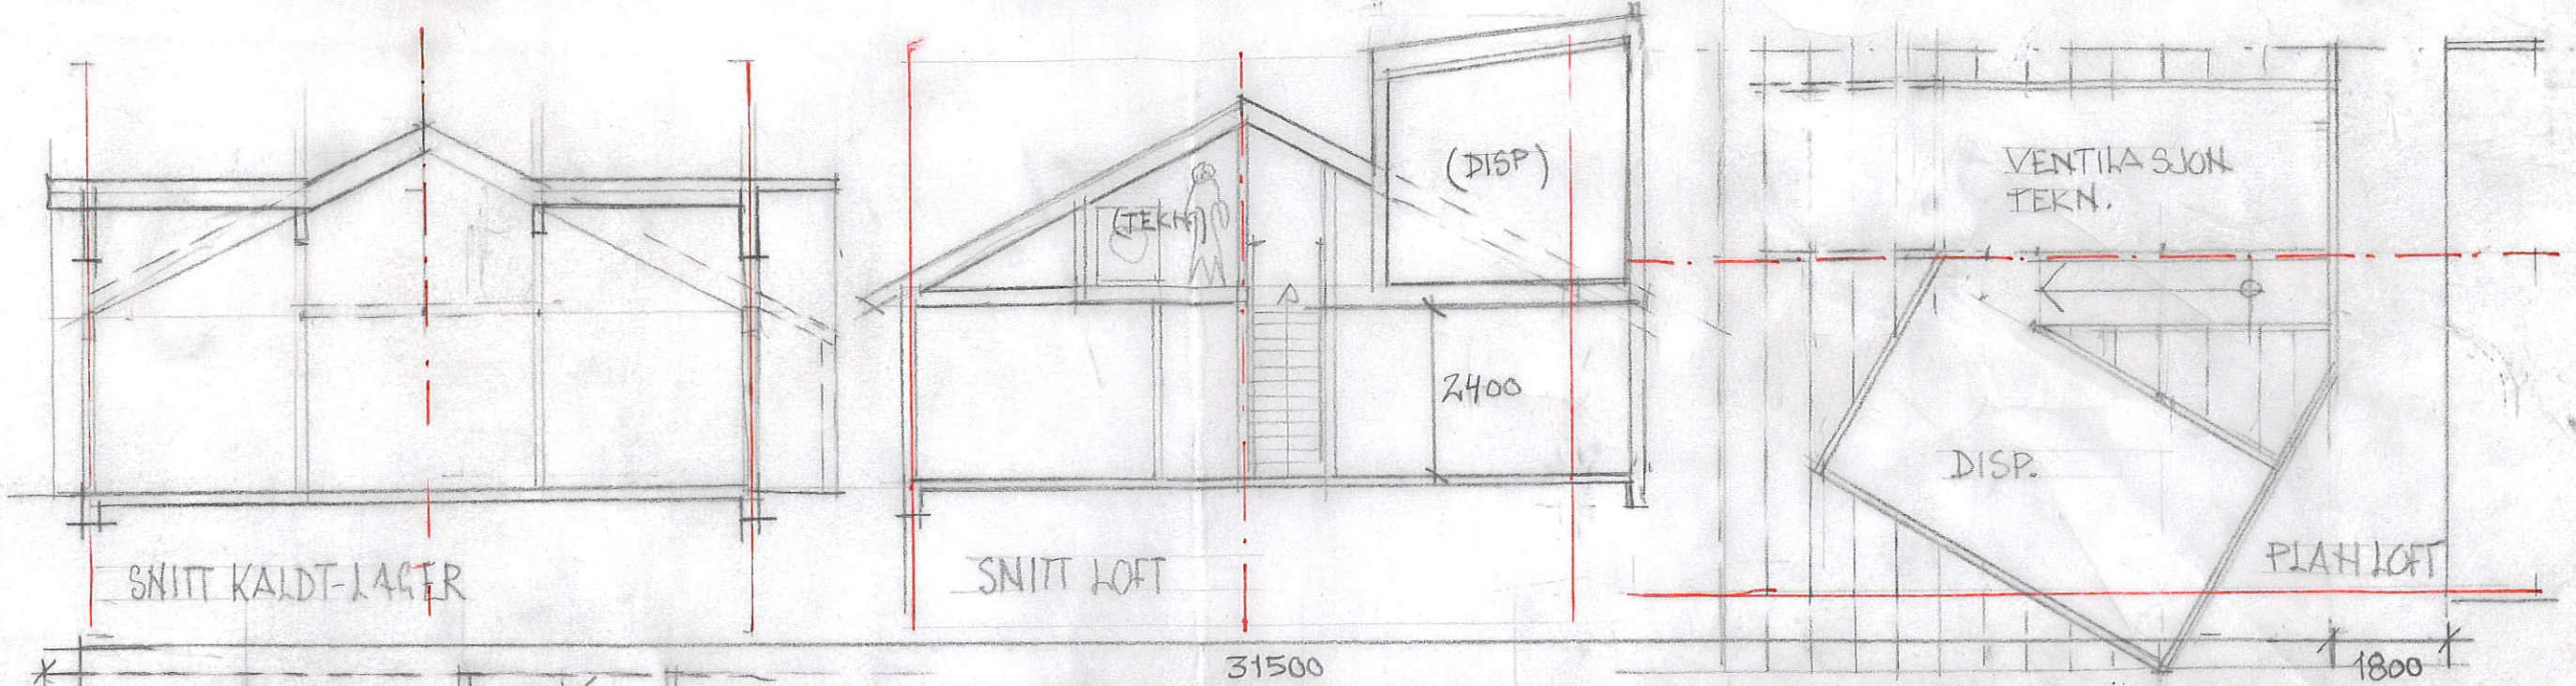 (DISP)
(TEKN.)
VENTILASJON
TEKN.
2400
DISP.
SNITT KALDT-LAGER
SNITT LOFT
PLAN LOFT
31500
1800